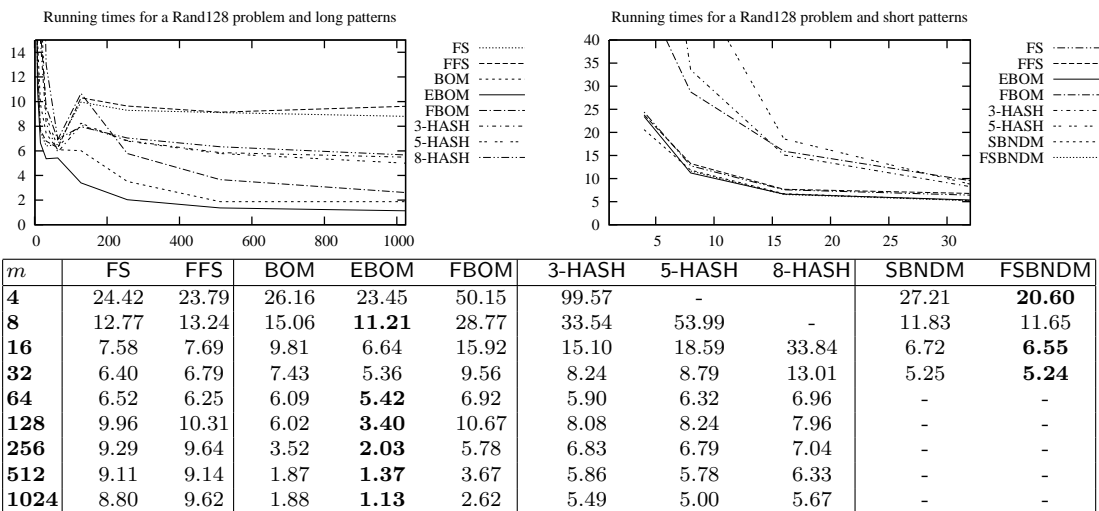 Running times for a Rand128 problem and long patterns
14
12
10
8
6
4
2
0
0 200 400 600 800 1000
FS
FFS
BOM
EBOM
FBOM
3-HASH
5-HASH
8-HASH
Running times for a Rand128 problem and short patterns
40
35
30
25
20
15
10
5
0
5 10 15 20 25 30
FS
FFS
EBOM
FBOM
3-HASH
5-HASH
SBNDM
FSBNDM
m FS FFS BOM EBOM FBOM 3-HASH 5-HASH 8-HASH SBNDM FSBNDM
4 24.42 23.79 26.16 23.45 50.15 99.57 - 27.21 20.60
8 12.77 13.24 15.06 11.21 28.77 33.54 53.99 - 11.83 11.65
16 7.58 7.69 9.81 6.64 15.92 15.10 18.59 33.84 6.72 6.55
32 6.40 6.79 7.43 5.36 9.56 8.24 8.79 13.01 5.25 5.24
64 6.52 6.25 6.09 5.42 6.92 5.90 6.32 6.96 - -
128 9.96 10.31 6.02 3.40 10.67 8.08 8.24 7.96 - -
256 9.29 9.64 3.52 2.03 5.78 6.83 6.79 7.04 - -
512 9.11 9.14 1.87 1.37 3.67 5.86 5.78 6.33 - -
1024 8.80 9.62 1.88 1.13 2.62 5.49 5.00 5.67 - -